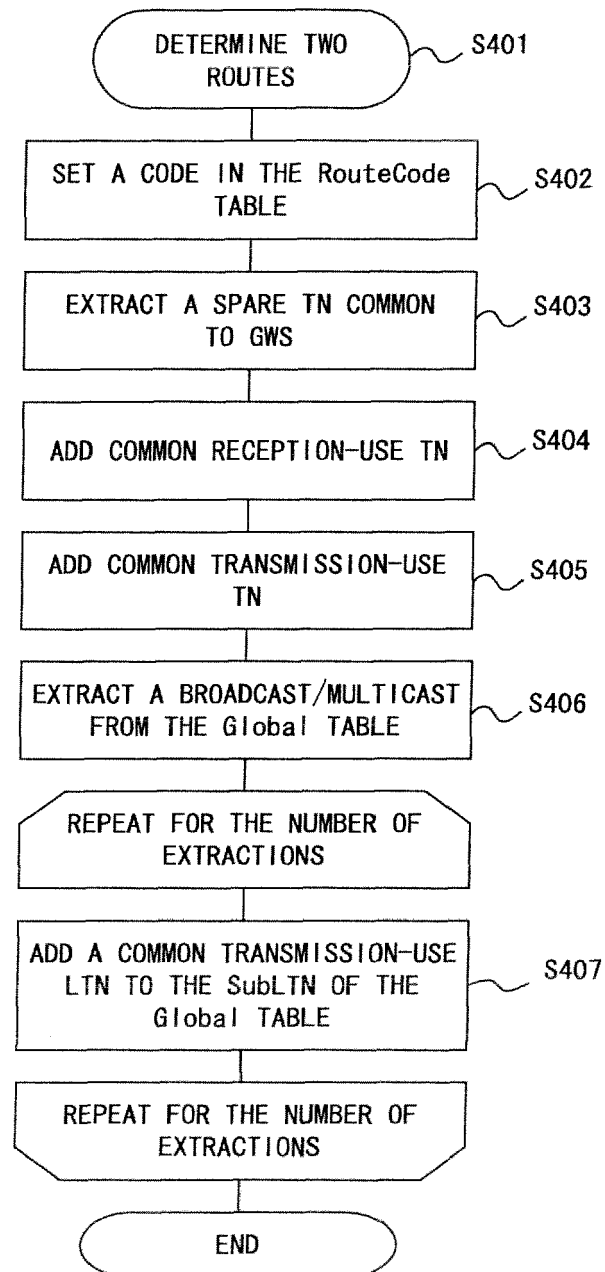 DETERMINE TWO
ROUTES
S401
SET A CODE IN THE RouteCode
TABLE
S402
EXTRACT A SPARE TN COMMON
TO GWS
S403
ADD COMMON RECEPTION-USE TN
S404
ADD COMMON TRANSMISSION-USE
TN
S405
EXTRACT A BROADCAST/MULTICAST
FROM THE Global TABLE
S406
REPEAT FOR THE NUMBER OF
EXTRACTIONS
ADD A COMMON TRANSMISSION-USE
LTN TO THE SubLTN OF THE
Global TABLE
S407
REPEAT FOR THE NUMBER OF
EXTRACTIONS
END